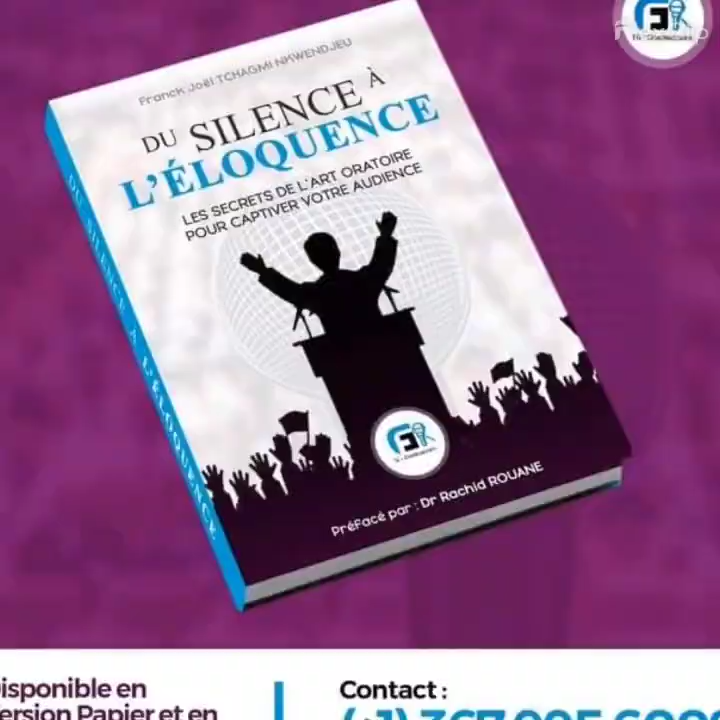 Franck Joël TCHAGMI NKWENDJEU
DU SILENCE À
L'ÉLOQUENCE
LES SECRETS DE L'ART ORATOIRE
POUR CAPTIVER VOTRE AUDIENCE
DU SILENCE À L'ÉLOQUENCE
Préfacé par : Dr Rachid ROUANE
isponible en
ersion Papier et en
Contact :